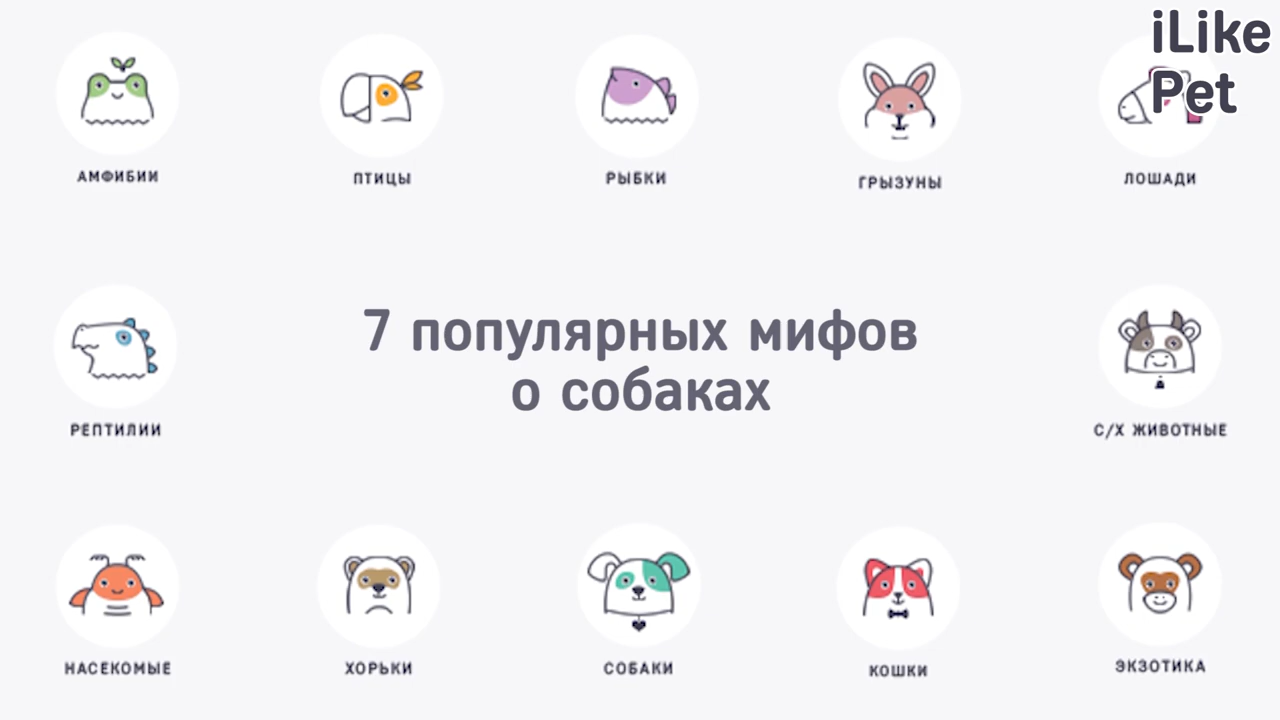 iLike
Pet
АМФИБИИ
ПТИЦЫ
РЫБКИ
ГРЫЗУНЫ
ЛОШАДИ
7 популярных мифов
о собаках
РЕПТИЛИИ
С/Х ЖИВОТНЫЕ
НАСЕКОМЫЕ
ХОРЬКИ
СОБАКИ
КОШКИ
ЭКЗОТИКА